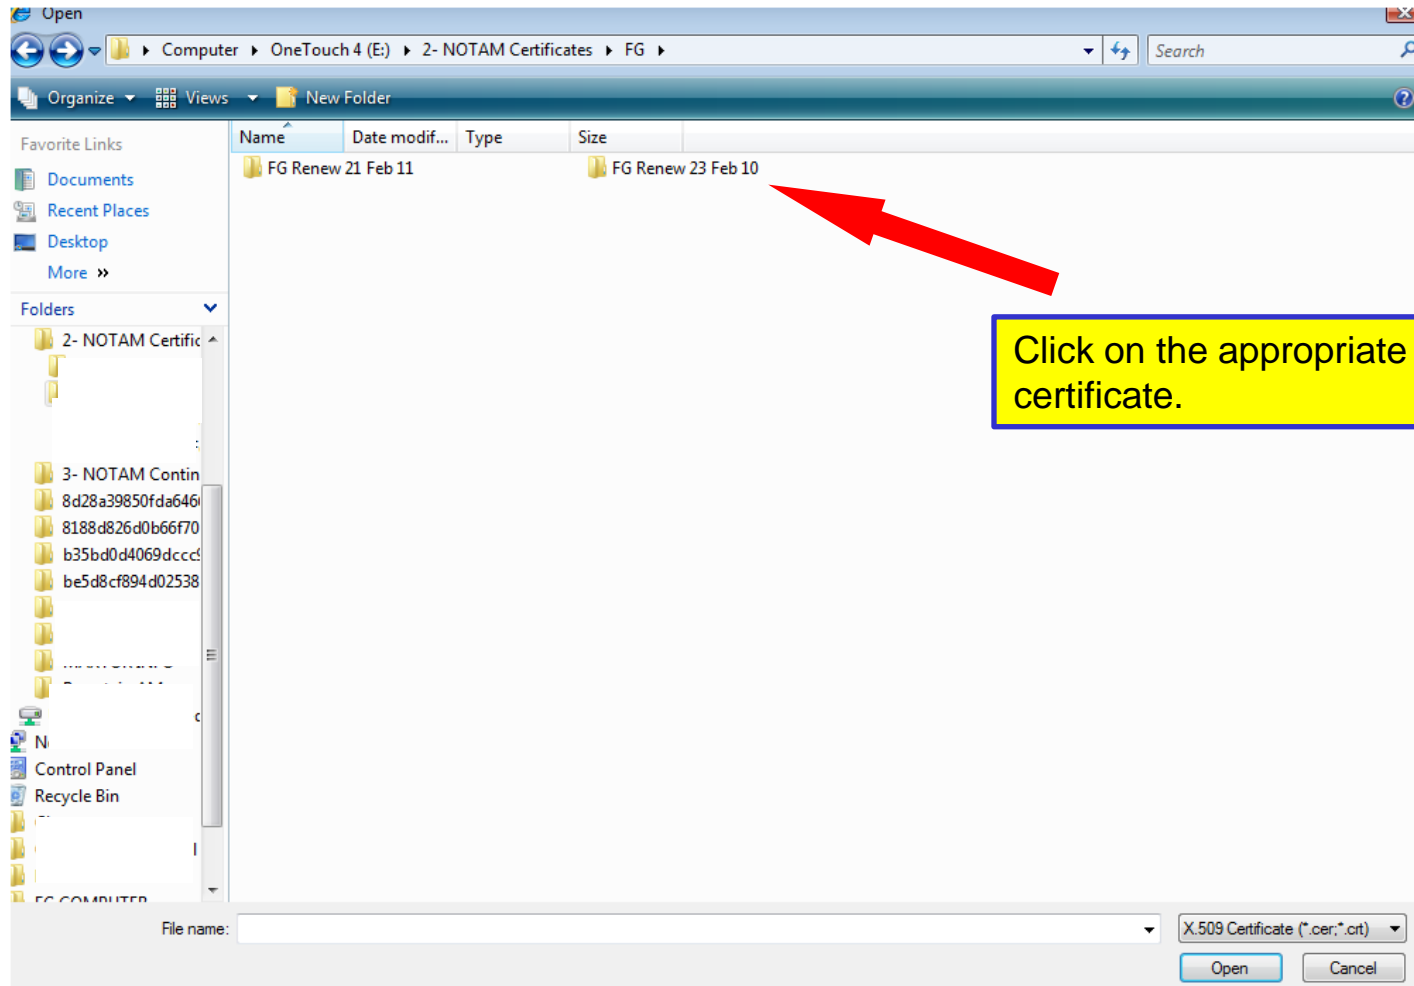 Open
Computer ▸ OneTouch 4 (E:) ▸ 2- NOTAM Certificates ▸ FG ▸
Search
Organize Views New Folder
Favorite Links
Documents
Recent Places
Desktop
More »
Folders
2- NOTAM Certific
3- NOTAM Contin
8d28a39850fda646
8188d826d0b66f70
b35bd0d4069dccc9
be5d8cf894d02538
Control Panel
Recycle Bin
FG COMPUTER
Name Date modif... Type Size
FG Renew 21 Feb 11
FG Renew 23 Feb 10
Click on the appropriate
certificate.
File name:
X.509 Certificate (*.cer;*.crt)
Open Cancel